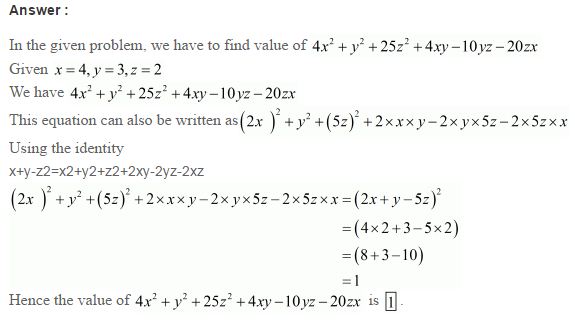 Answer :
In the given problem, we have to find value of 4x² + y² + 25z² + 4xy – 10yz – 20zx
Given x = 4, y = 3, z = 2
We have 4x² + y² + 25z² + 4xy – 10yz – 20zx
This equation can also be written as (2x )² + y² + (5z)² + 2×x×y – 2×y×5z – 2×5z×x
Using the identity
x+y-z2=x2+y2+z2+2xy-2yz-2xz
(2x )² + y² + (5z)² + 2×x×y – 2×y×5z – 2×5z×x = (2x + y – 5z)²
= (4×2 + 3 – 5×2)
= (8 + 3 – 10)
= 1
Hence the value of 4x² + y² + 25z² + 4xy – 10yz – 20zx is 1 .